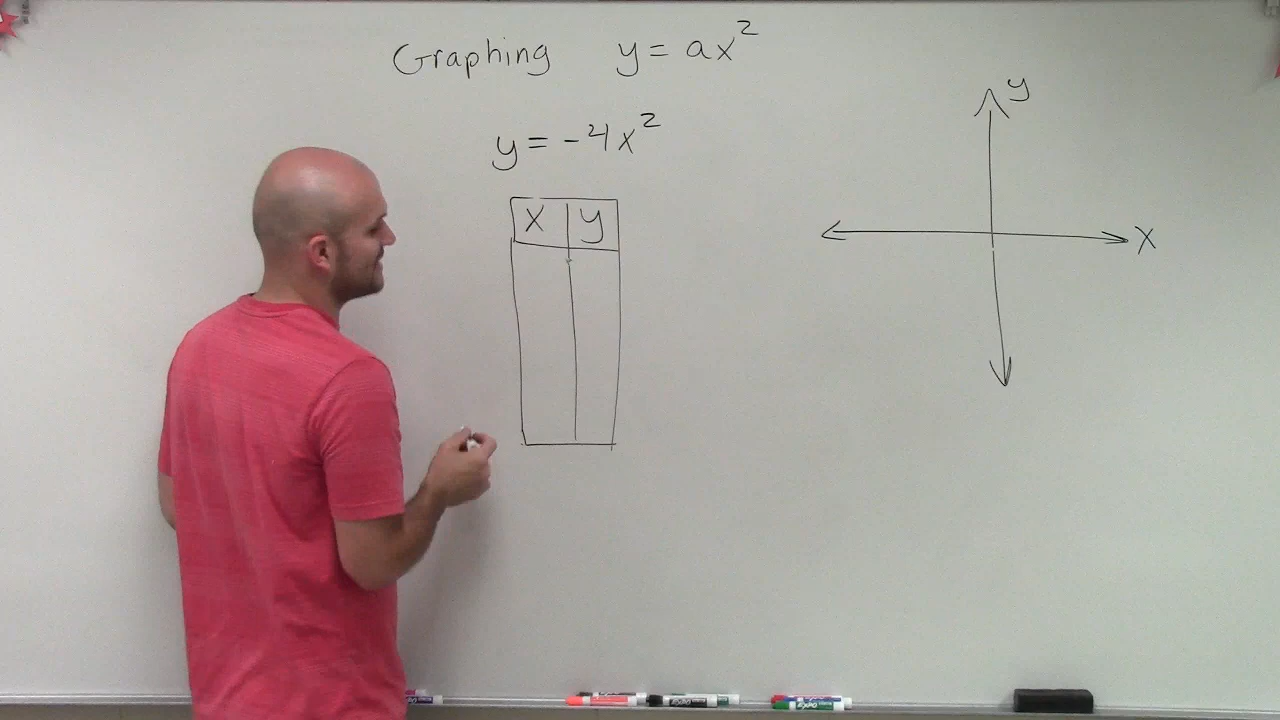 Graphing y = ax²
y = -4x²
x y
y
x